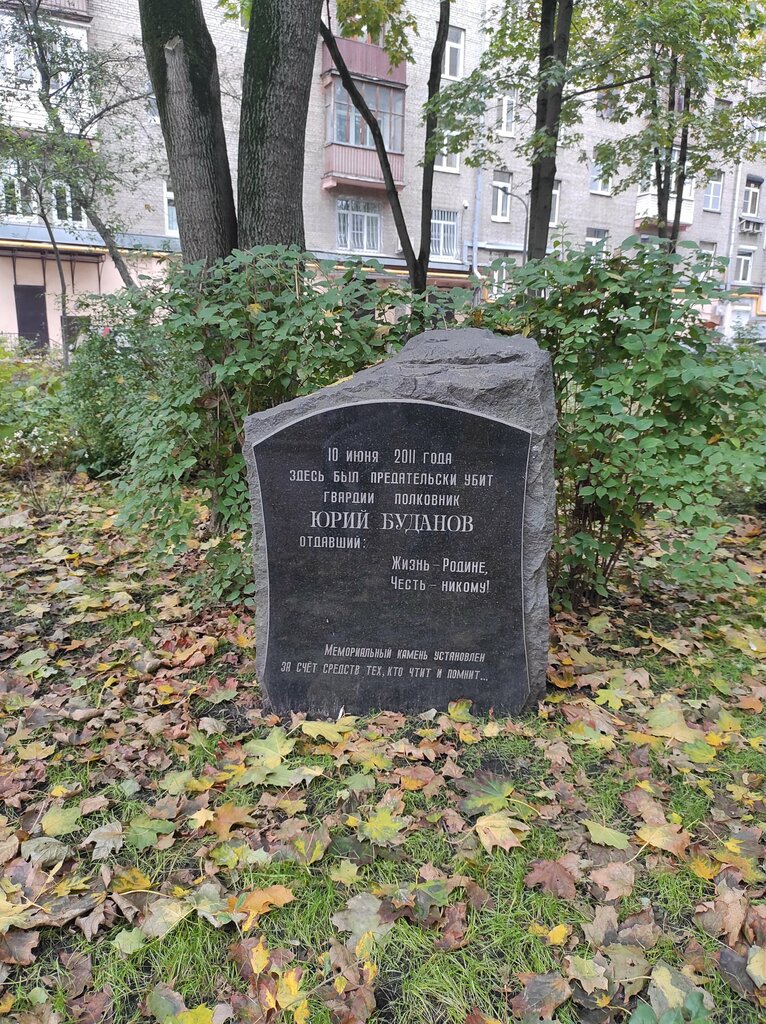 10 ИЮНЯ 2011 ГОДА
ЗДЕСЬ БЫЛ ПРЕДАТЕЛЬСКИ УБИТ
ГВАРДИИ ПОЛКОВНИК
ЮРИЙ БУДАНОВ
ОТДАВШИЙ:
ЖИЗНЬ – РОДИНЕ,
ЧЕСТЬ – НИКОМУ!
МЕМОРИАЛЬНЫЙ КАМЕНЬ УСТАНОВЛЕН
ЗА СЧЁТ СРЕДСТВ ТЕХ, КТО ЧТИТ И ПОМНИТ...